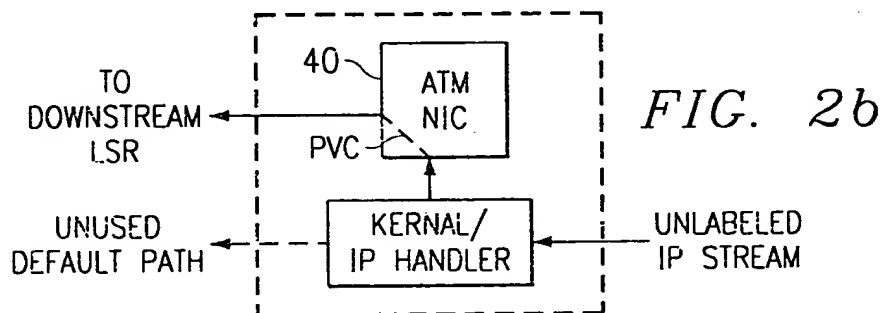 TO
DOWNSTREAM
LSR
40
ATM
NIC
PVC
FIG. 2b
UNUSED
DEFAULT PATH
KERNAL/
IP HANDLER
UNLABELED
IP STREAM